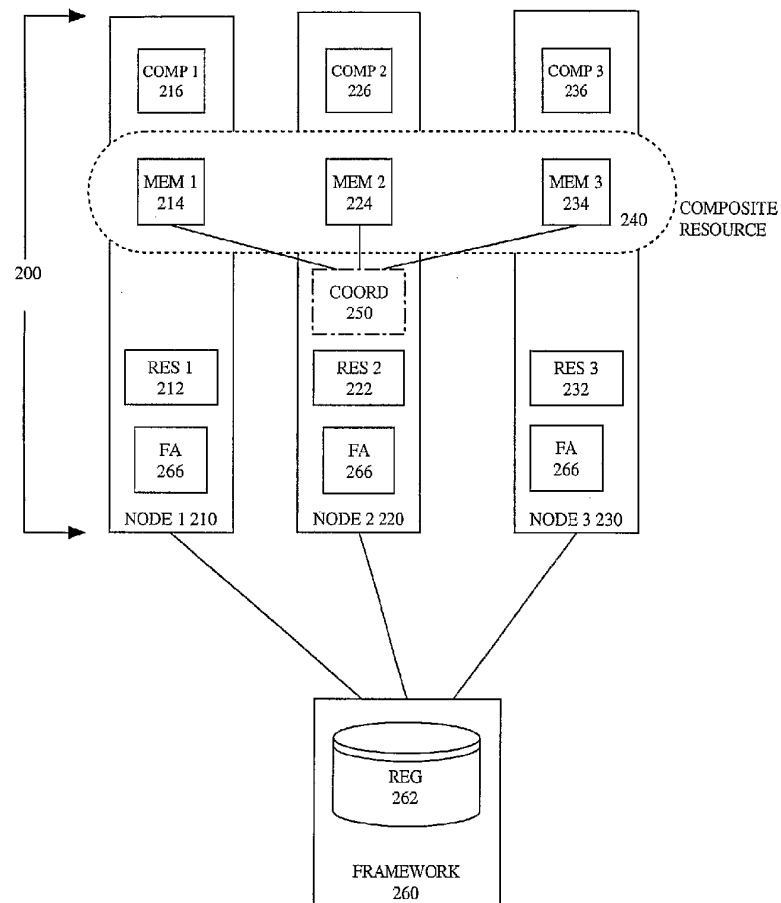 COMP 1
216
COMP 2
226
COMP 3
236
MEM 1
214
MEM 2
224
MEM 3
234
240
COMPOSITE
RESOURCE
200
COORD
250
RES 1
212
RES 2
222
RES 3
232
FA
266
FA
266
FA
266
NODE 1 210
NODE 2 220
NODE 3 230
REG
262
FRAMEWORK
260